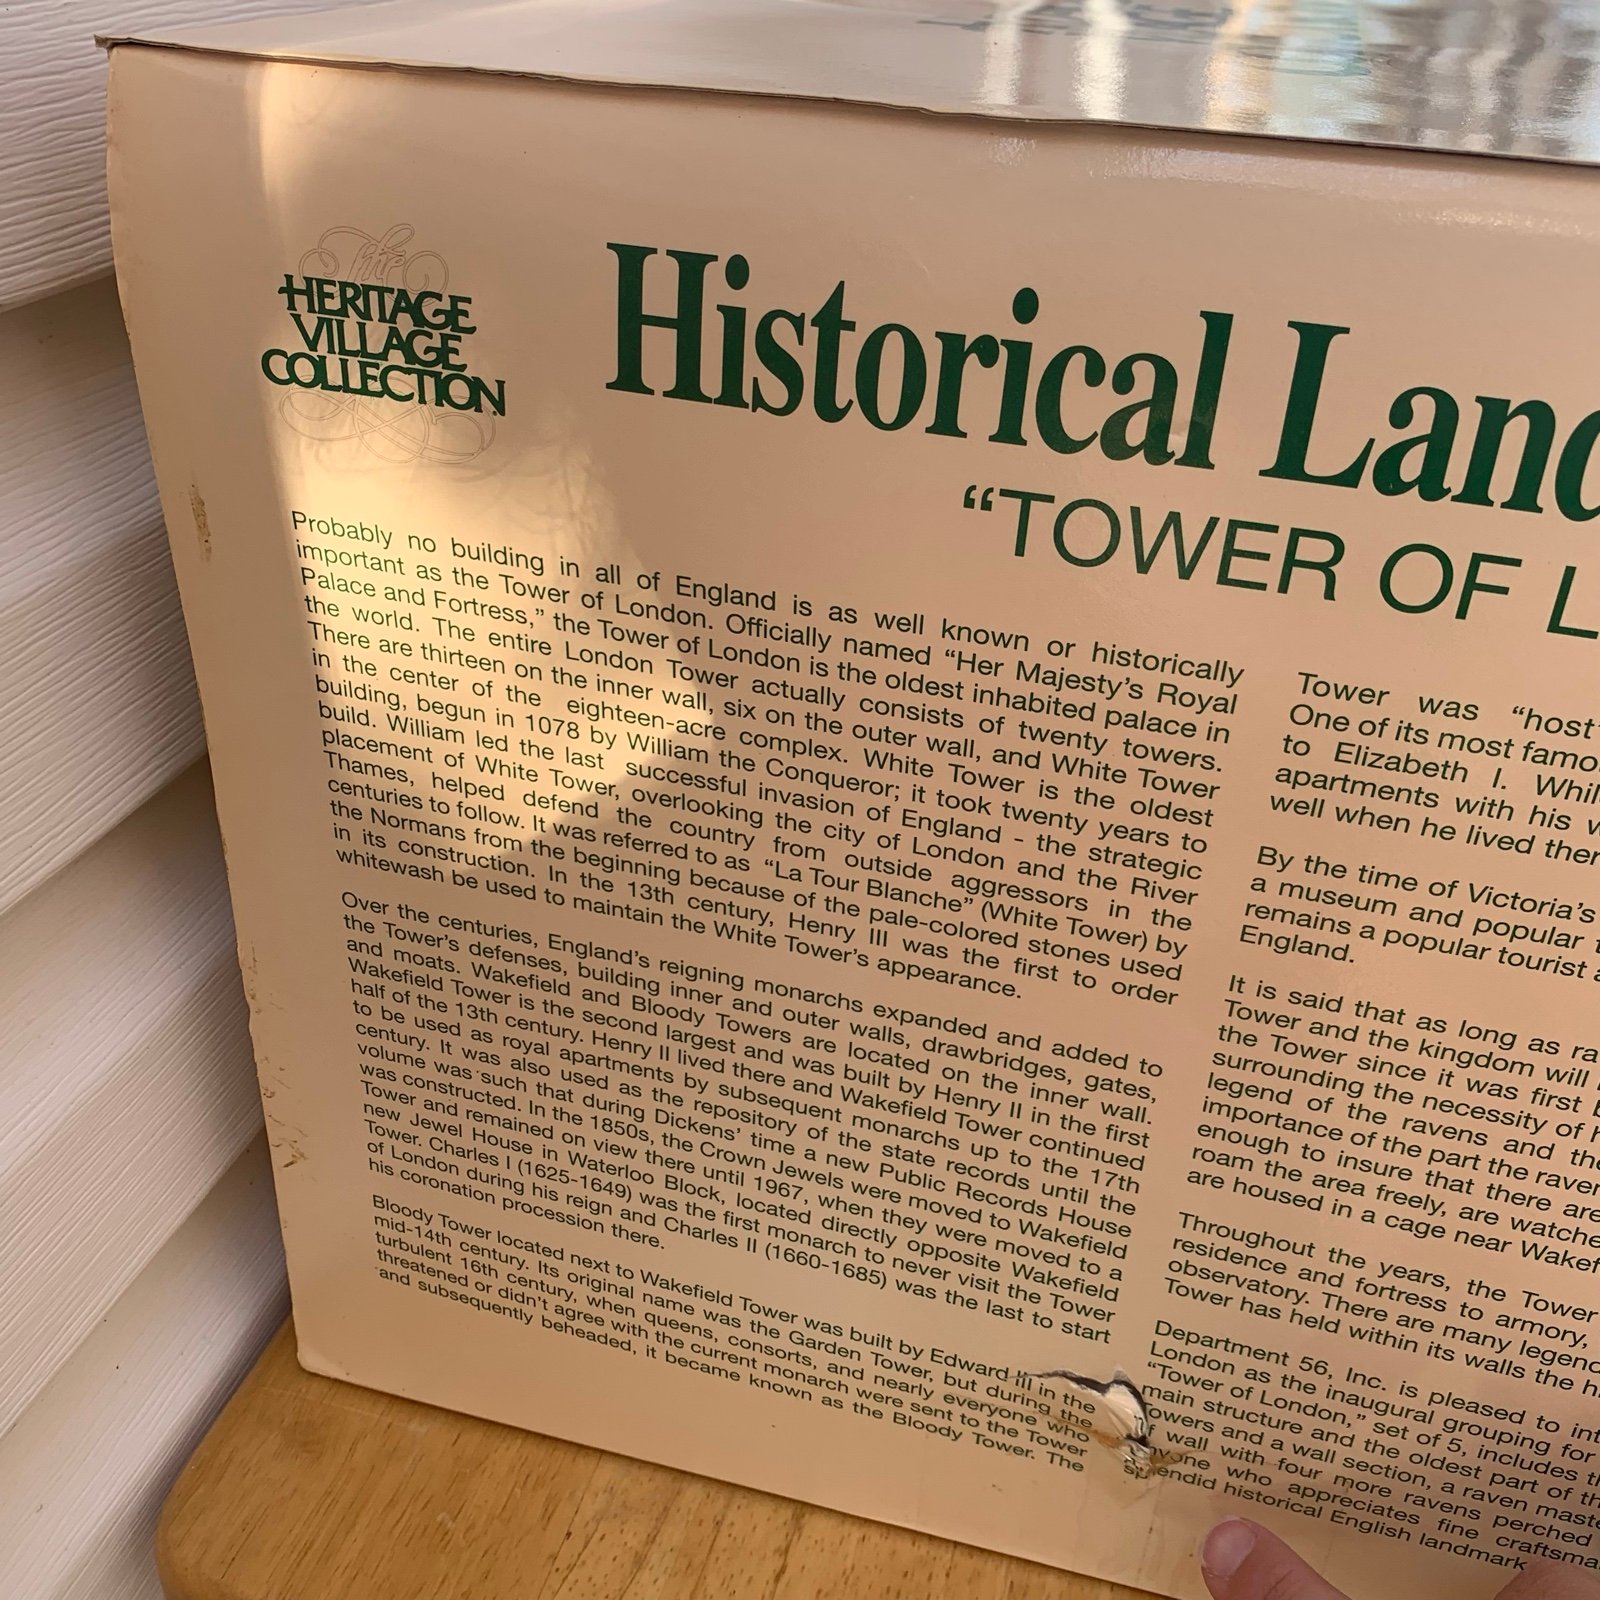 The
HERITAGE
VILLAGE
COLLECTION
Historical Land
“TOWER OF L
Probably no building in all of England is as well known or historically
important as the Tower of London. Officially named “Her Majesty’s Royal
Palace and Fortress,” the Tower of London is the oldest inhabited palace in
the world. The entire London Tower actually consists of twenty towers.
There are thirteen on the inner wall, six on the outer wall, and White Tower
in the center of the eighteen-acre complex. White Tower is the oldest
building, begun in 1078 by William the Conqueror; it took twenty years to
build. William led the last successful invasion of England - the strategic
placement of White Tower, overlooking the city of London and the River
Thames, helped defend the country from outside aggressors in the
centuries to follow. It was referred to as “La Tour Blanche” (White Tower) by
the Normans from the beginning because of the pale-colored stones used
in its construction. In the 13th century, Henry III was the first to order
whitewash be used to maintain the White Tower’s appearance.
Over the centuries, England’s reigning monarchs expanded and added to
the Tower’s defenses, building inner and outer walls, drawbridges, gates,
and moats. Wakefield and Bloody Towers are located on the inner wall.
Wakefield Tower is the second largest and was built by Henry II in the first
half of the 13th century. Henry II lived there and Wakefield Tower continued
to be used as royal apartments by subsequent monarchs up to the 17th
century. It was also used as the repository of the state records until the
volume was such that during Dickens’ time a new Public Records House
was constructed. In the 1850s, the Crown Jewels were moved to Wakefield
Tower and remained on view there until 1967, when they were moved to a
new Jewel House in Waterloo Block, located directly opposite Wakefield
Tower. Charles I (1625-1649) was the first monarch to never visit the Tower
of London during his reign and Charles II (1660-1685) was the last to start
his coronation procession there.
Bloody Tower located next to Wakefield Tower was built by Edward III in the
mid-14th century. Its original name was the Garden Tower, but during the
turbulent 16th century, when queens, consorts, and nearly everyone who
threatened or didn’t agree with the current monarch were sent to the Tower
and subsequently beheaded, it became known as the Bloody Tower. The
Tower was “host”
One of its most famo
to Elizabeth I. Whil
apartments with his w
well when he lived ther
By the time of Victoria’s
a museum and popular t
remains a popular tourist a
England.
It is said that as long as ra
Tower and the kingdom will
the Tower since it was first b
surrounding the necessity of h
legend of the ravens and the
importance of the part the raven
enough to insure that there are
roam the area freely, are watche
are housed in a cage near Wakef
Throughout the years, the Tower
residence and fortress to armory,
observatory. There are many legend
Tower has held within its walls the hi
Department 56, Inc. is pleased to int
London as the inaugural grouping for
“Tower of London,” set of 5, includes th
main structure and the oldest part of th
Towers and a wall section, a raven maste
of wall with four more ravens perched
anyone who appreciates fine craftsma
splendid historical English landmark